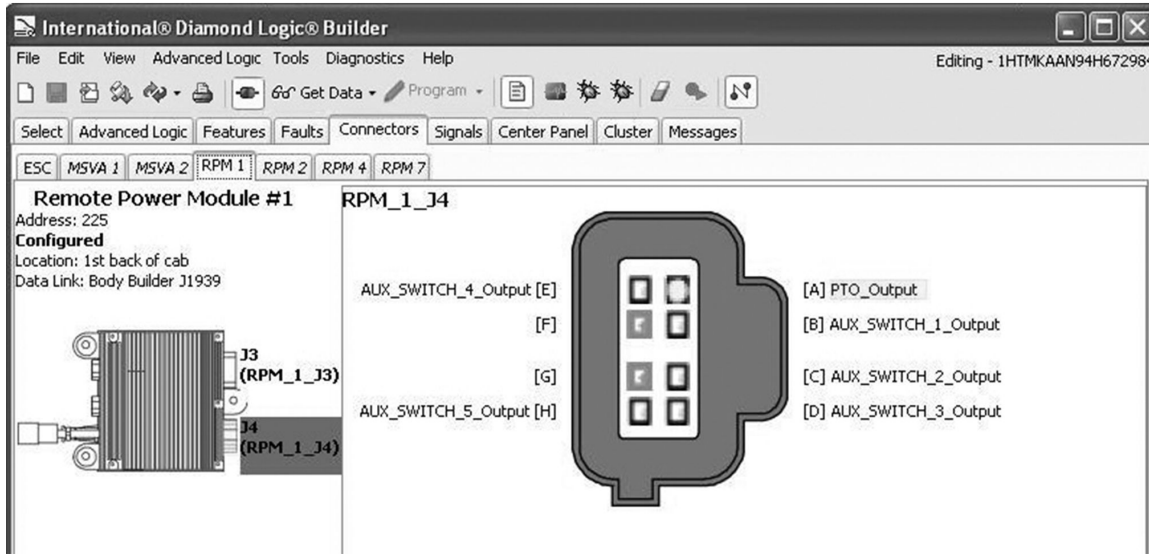 International® Diamond Logic® Builder
File Edit View Advanced Logic Tools Diagnostics Help
Editing - 1HTMKAAN94H672984
Get Data Program
Select Advanced Logic Features Faults Connectors Signals Center Panel Cluster Messages
ESC MSVA 1 MSVA 2 RPM 1 RPM 2 RPM 4 RPM 7
Remote Power Module #1
Address: 225
Configured
Location: 1st back of cab
Data Link: Body Builder J1939
J3
(RPM_1_J3)
J4
(RPM_1_J4)
RPM_1_J4
AUX_SWITCH_4_Output [E]
[F]
[G]
AUX_SWITCH_5_Output [H]
[A] PTO_Output
[B] AUX_SWITCH_1_Output
[C] AUX_SWITCH_2_Output
[D] AUX_SWITCH_3_Output